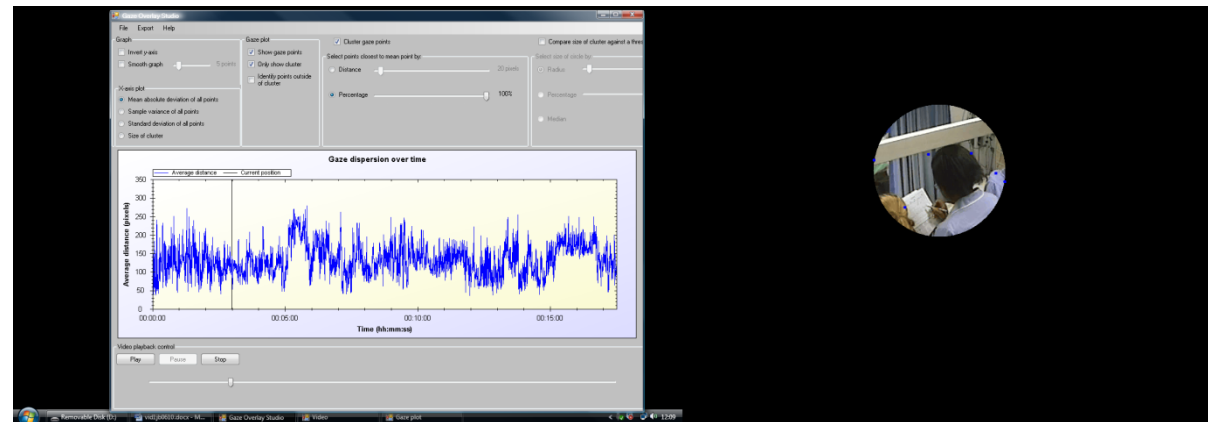 Gaze Overlay Studio
File Export Help
Graph
Invert y-axis
Smooth graph 5 points
X-axis plot
Mean absolute deviation of all points
Sample variance of all points
Standard deviation of all points
Size of cluster
Gaze plot
Show gaze points
Only show cluster
Identify points outside
of cluster
Cluster gaze points
Select points closest to mean point by:
Distance 20 pixels
Percentage 100%
Compare size of cluster against a thres
Select size of circle by:
Radius
Percentage
Median
Gaze dispersion over time
Average distance Current position
Average distance (pixels)
350
300
250
200
150
100
50
0
00:00:00 00:05:00 00:10:00 00:15:00
Time (hh:mm:ss)
Video playback control
Play Pause Stop
Removable Disk (D:) Gaze Overlay Studio Video Gaze plot 12:09